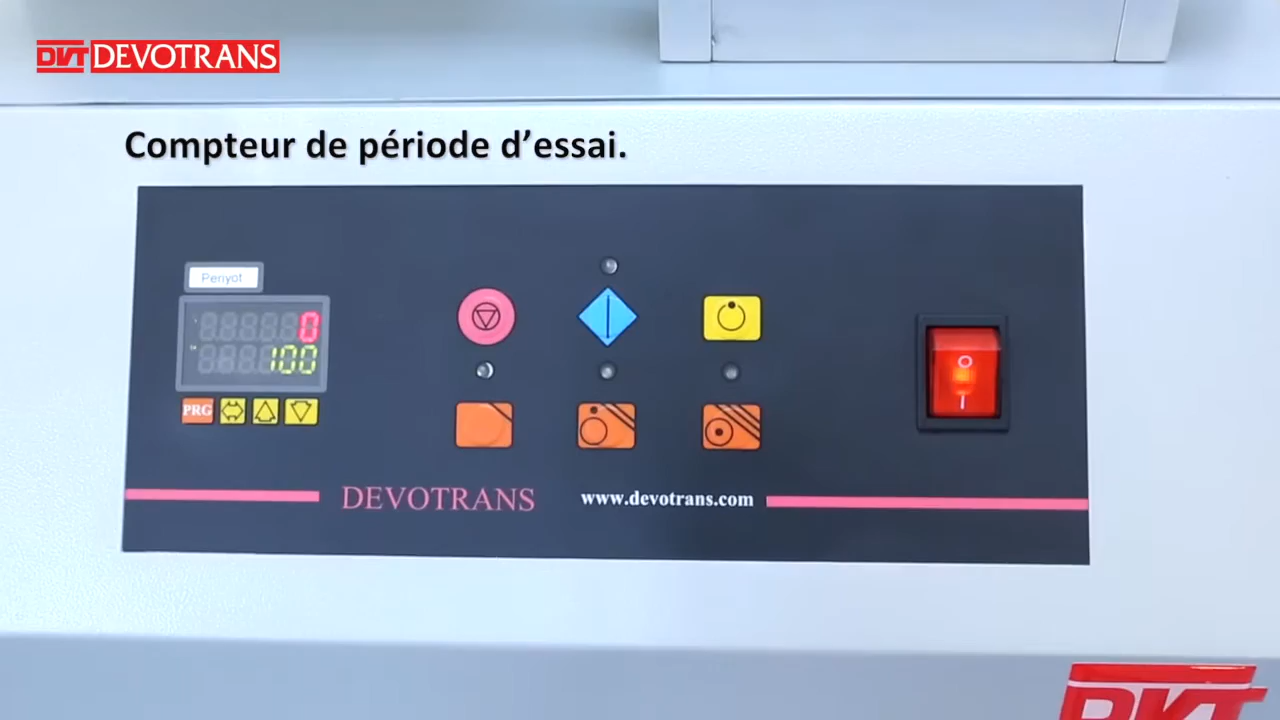 DVT DEVOTRANS
Compteur de période d'essai.
Periyot
0
100
PRG
DEVOTRANS
www.devotrans.com
DVT